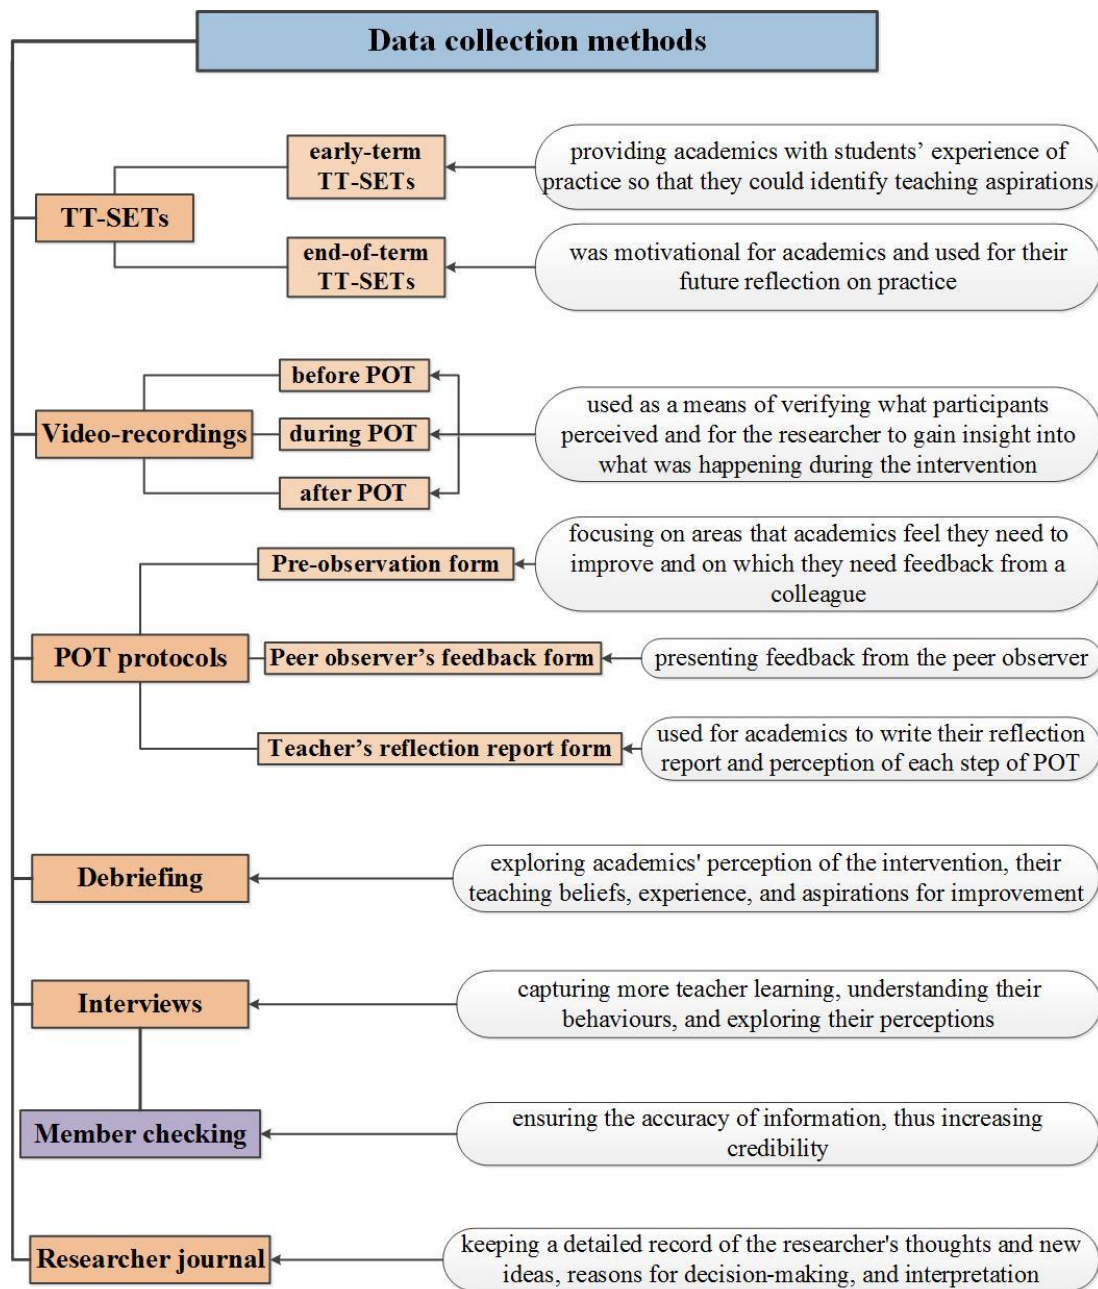 Data collection methods
early-term
TT-SETs
providing academics with students’ experience of
practice so that they could identify teaching aspirations
TT-SETs
end-of-term
TT-SETs
was motivational for academics and used for their
future reflection on practice
before POT
Video-recordings
during POT
used as a means of verifying what participants
perceived and for the researcher to gain insight into
what was happening during the intervention
after POT
Pre-observation form
focusing on areas that academics feel they need to
improve and on which they need feedback from a
colleague
POT protocols
Peer observer’s feedback form
presenting feedback from the peer observer
Teacher’s reflection report form
used for academics to write their reflection
report and perception of each step of POT
Debriefing
exploring academics' perception of the intervention, their
teaching beliefs, experience, and aspirations for improvement
Interviews
capturing more teacher learning, understanding their
behaviours, and exploring their perceptions
Member checking
ensuring the accuracy of information, thus increasing
credibility
Researcher journal
keeping a detailed record of the researcher's thoughts and new
ideas, reasons for decision-making, and interpretation